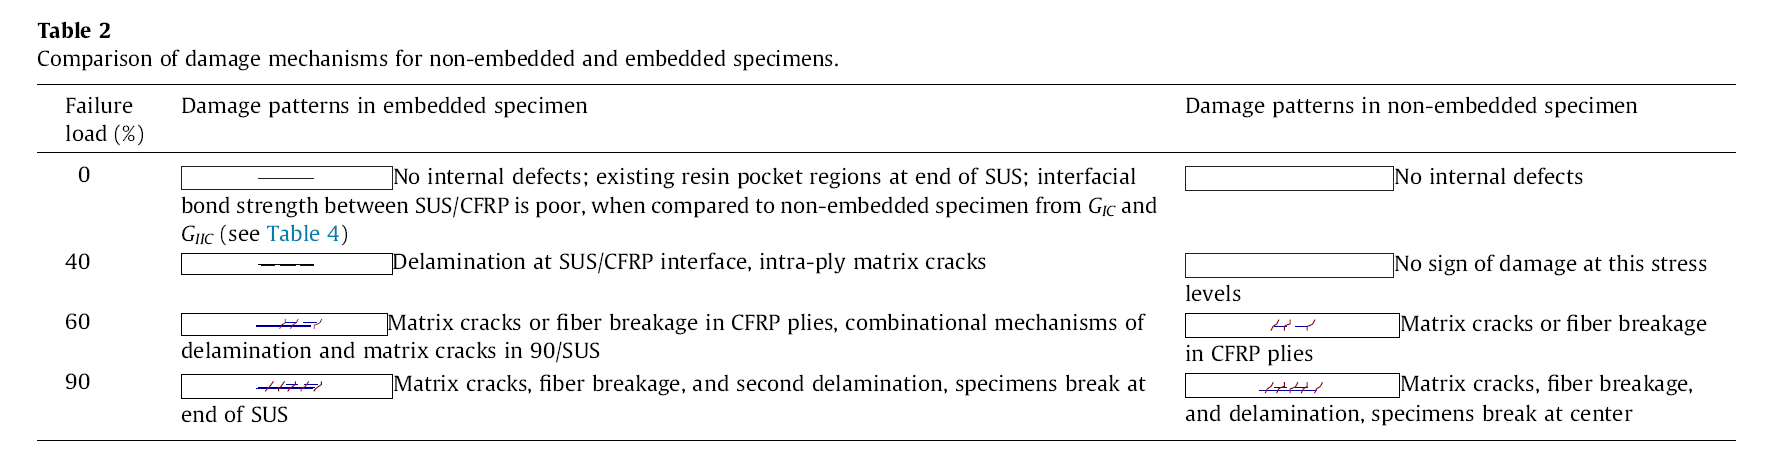 Table 2
Comparison of damage mechanisms for non-embedded and embedded specimens.
Failure load (%)
Damage patterns in embedded specimen
Damage patterns in non-embedded specimen
0
No internal defects; existing resin pocket regions at end of SUS; interfacial
bond strength between SUS/CFRP is poor, when compared to non-embedded specimen from GIC and
GIIC (see Table 4)
No internal defects
40
Delamination at SUS/CFRP interface, intra-ply matrix cracks
No sign of damage at this stress
levels
60
Matrix cracks or fiber breakage in CFRP plies, combinational mechanisms of
delamination and matrix cracks in 90/SUS
Matrix cracks or fiber breakage
in CFRP plies
90
Matrix cracks, fiber breakage, and second delamination, specimens break at
end of SUS
Matrix cracks, fiber breakage,
and delamination, specimens break at center